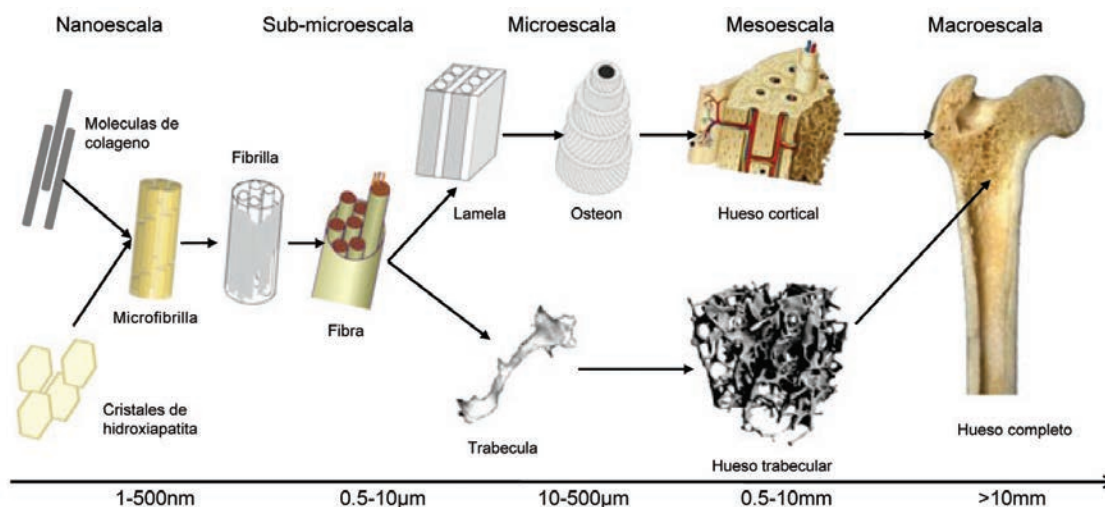 Nanoescala
Sub-microescala
Microescala
Mesoescala
Macroescala
Moleculas de
colageno
Fibrilla
Lamela
Osteon
Hueso cortical
Microfibrilla
Fibra
Cristales de
hidroxiapatita
Trabecula
Hueso trabecular
Hueso completo
1-500nm
0.5-10µm
10-500µm
0.5-10mm
>10mm